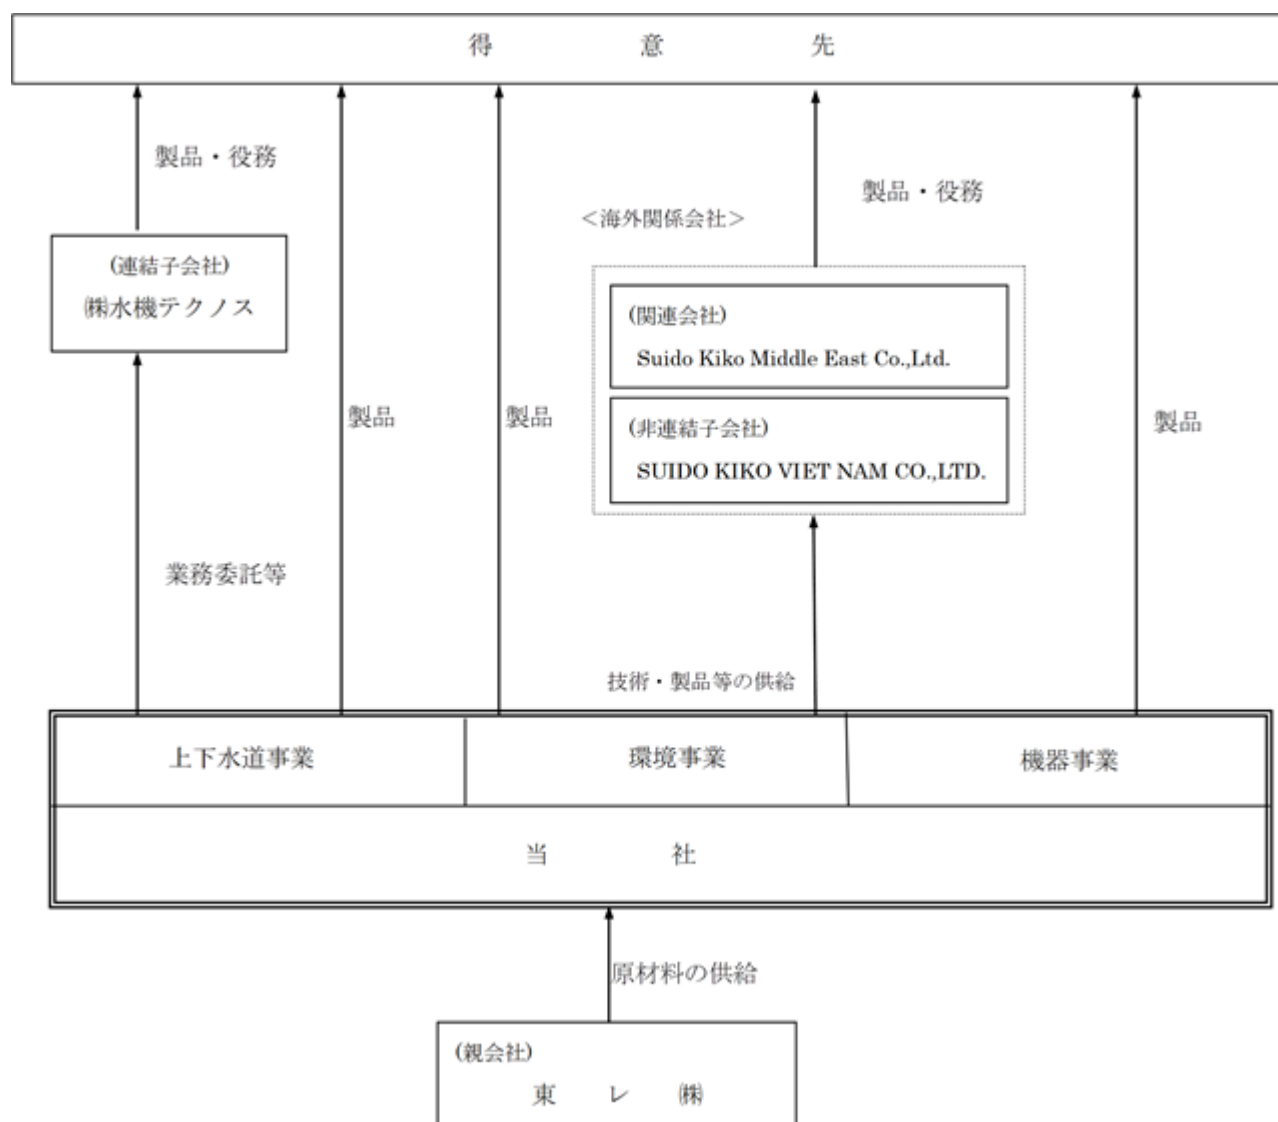 得 意 先
製品・役務
製品・役務
<海外関係会社>
(連結子会社)
㈱水機テクノス
(関連会社)
Suido Kiko Middle East Co.,Ltd.
(非連結子会社)
SUIDO KIKO VIET NAM CO.,LTD.
製品
製品
製品
業務委託等
技術・製品等の供給
上下水道事業
環境事業
機器事業
当 社
原材料の供給
(親会社)
東 レ ㈱